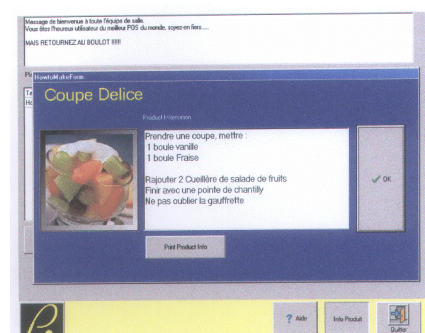 Message de bienvenue à toute l'équipe de salle.
Vous êtes l'heureux utilisateur du meilleur POS du monde, soyez-en fiers.....
MAIS RETOURNEZ AU BOULOT !!!!!
HowtoMakeForm
Coupe Delice
Product Information
Prendre une coupe, mettre :
1 boule vanille
1 boule Fraise
Rajouter 2 Cueillère de salade de fruits
Finir avec une pointe de chantilly
Ne pas oublier la gauffrette
OK
Print Product Info
? Aide
Info Produit
Quitter